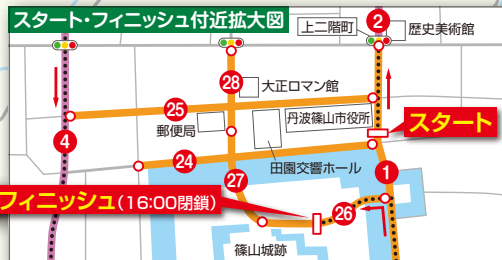 スタート・フィニッシュ付近拡大図
上二階町
2
歴史美術館
28
大正ロマン館
25
丹波篠山市役所
スタート
4
郵便局
24
田園交響ホール
27
1
フィニッシュ(16:00閉鎖)
26
篠山城跡